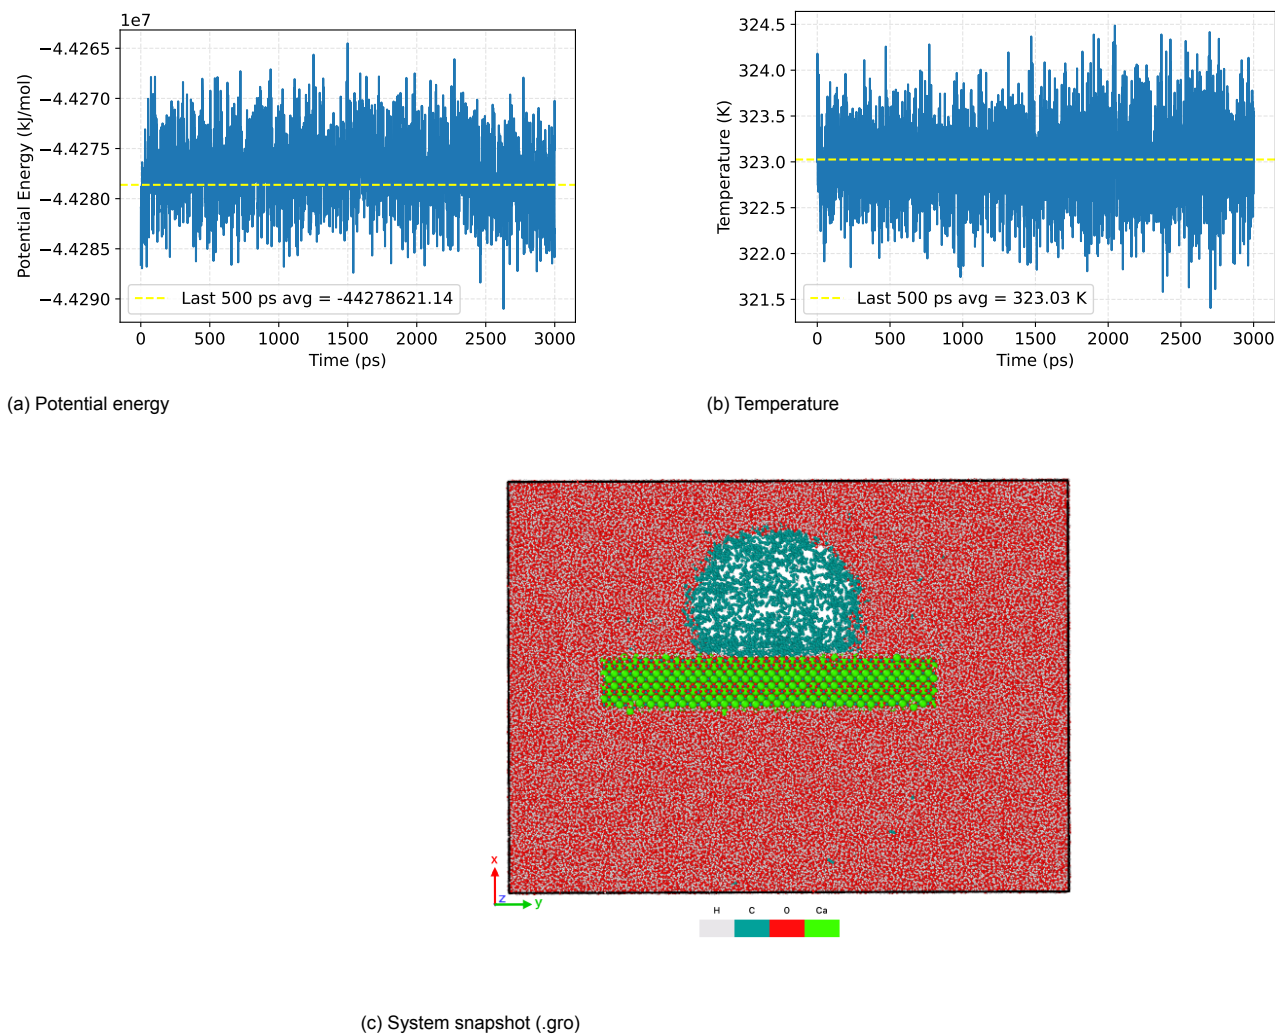 1e7
−4.4265
−4.4270
−4.4275
−4.4280
−4.4285
−4.4290
Potential Energy (kJ/mol)
Last 500 ps avg = -44278621.14
0 500 1000 1500 2000 2500 3000
Time (ps)
(a) Potential energy
324.5
324.0
323.5
323.0
322.5
322.0
321.5
Temperature (K)
Last 500 ps avg = 323.03 K
0 500 1000 1500 2000 2500 3000
Time (ps)
(b) Temperature
x
z y
H C O Ca
(c) System snapshot (.gro)